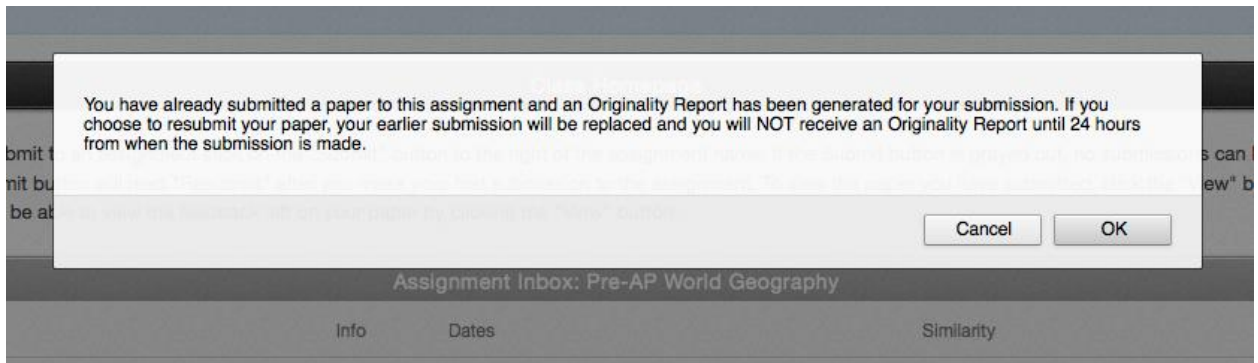 You have already submitted a paper to this assignment and an Originality Report has been generated for your submission. If you
choose to resubmit your paper, your earlier submission will be replaced and you will NOT receive an Originality Report until 24 hours
from when the submission is made.
Cancel OK
Assignment Inbox: Pre-AP World Geography
Info Dates Similarity